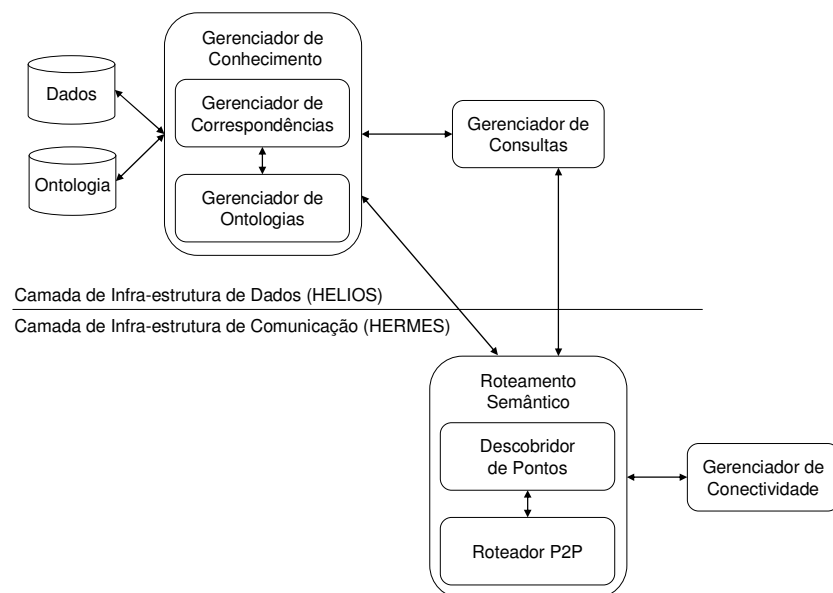 Gerenciador de
Conhecimento
Dados
Gerenciador de
Correspondências
Gerenciador de
Consultas
Ontologia
Gerenciador de
Ontologias
Camada de Infra-estrutura de Dados (HELIOS)
Camada de Infra-estrutura de Comunicação (HERMES)
Roteamento
Semântico
Descobridor
de Pontos
Gerenciador de
Conectividade
Roteador P2P